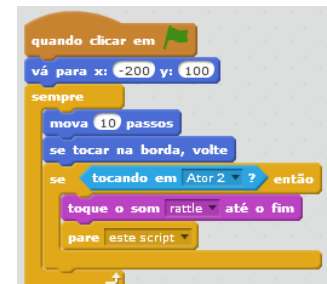 quando clicar em
vá para x: -200 y: 100
sempre
mova 10 passos
se tocar na borda, volte
se tocando em Ator 2 ? então
toque o som rattle até o fim
pare este script